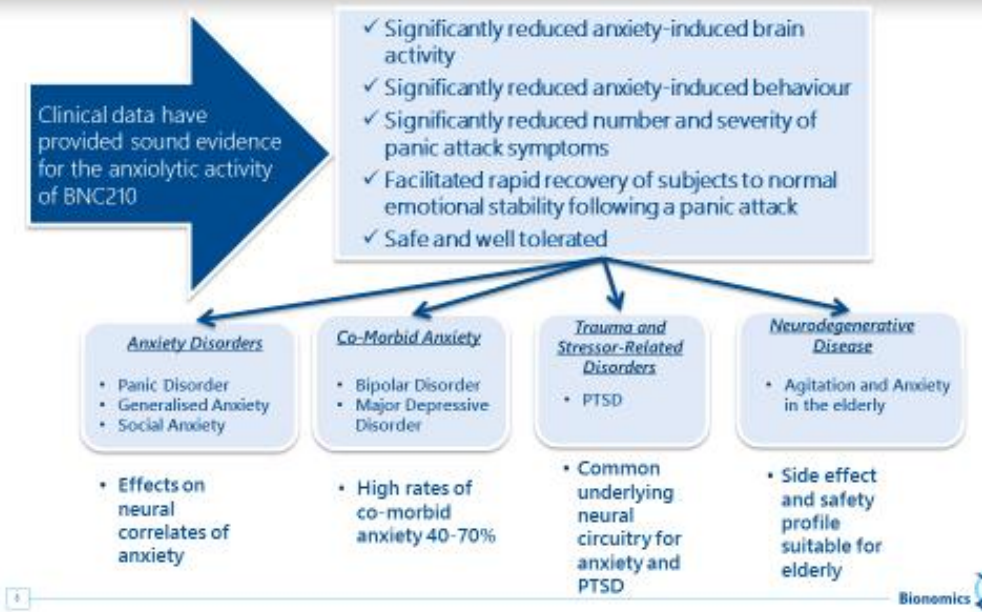 Clinical data have
provided sound evidence
for the anxiolytic activity
of BNC210
✓ Significantly reduced anxiety-induced brain
activity
✓ Significantly reduced anxiety-induced behaviour
✓ Significantly reduced number and severity of
panic attack symptoms
✓ Facilitated rapid recovery of subjects to normal
emotional stability following a panic attack
✓ Safe and well tolerated
Anxiety Disorders
• Panic Disorder
• Generalised Anxiety
• Social Anxiety
• Effects on
neural
correlates of
anxiety
Co-Morbid Anxiety
• Bipolar Disorder
• Major Depressive
Disorder
• High rates of
co-morbid
anxiety 40-70%
Trauma and
Stressor-Related
Disorders
• PTSD
• Common
underlying
neural
circuitry for
anxiety and
PTSD
Neurodegenerative
Disease
• Agitation and Anxiety
in the elderly
• Side effect
and safety
profile
suitable for
elderly
Bionomics